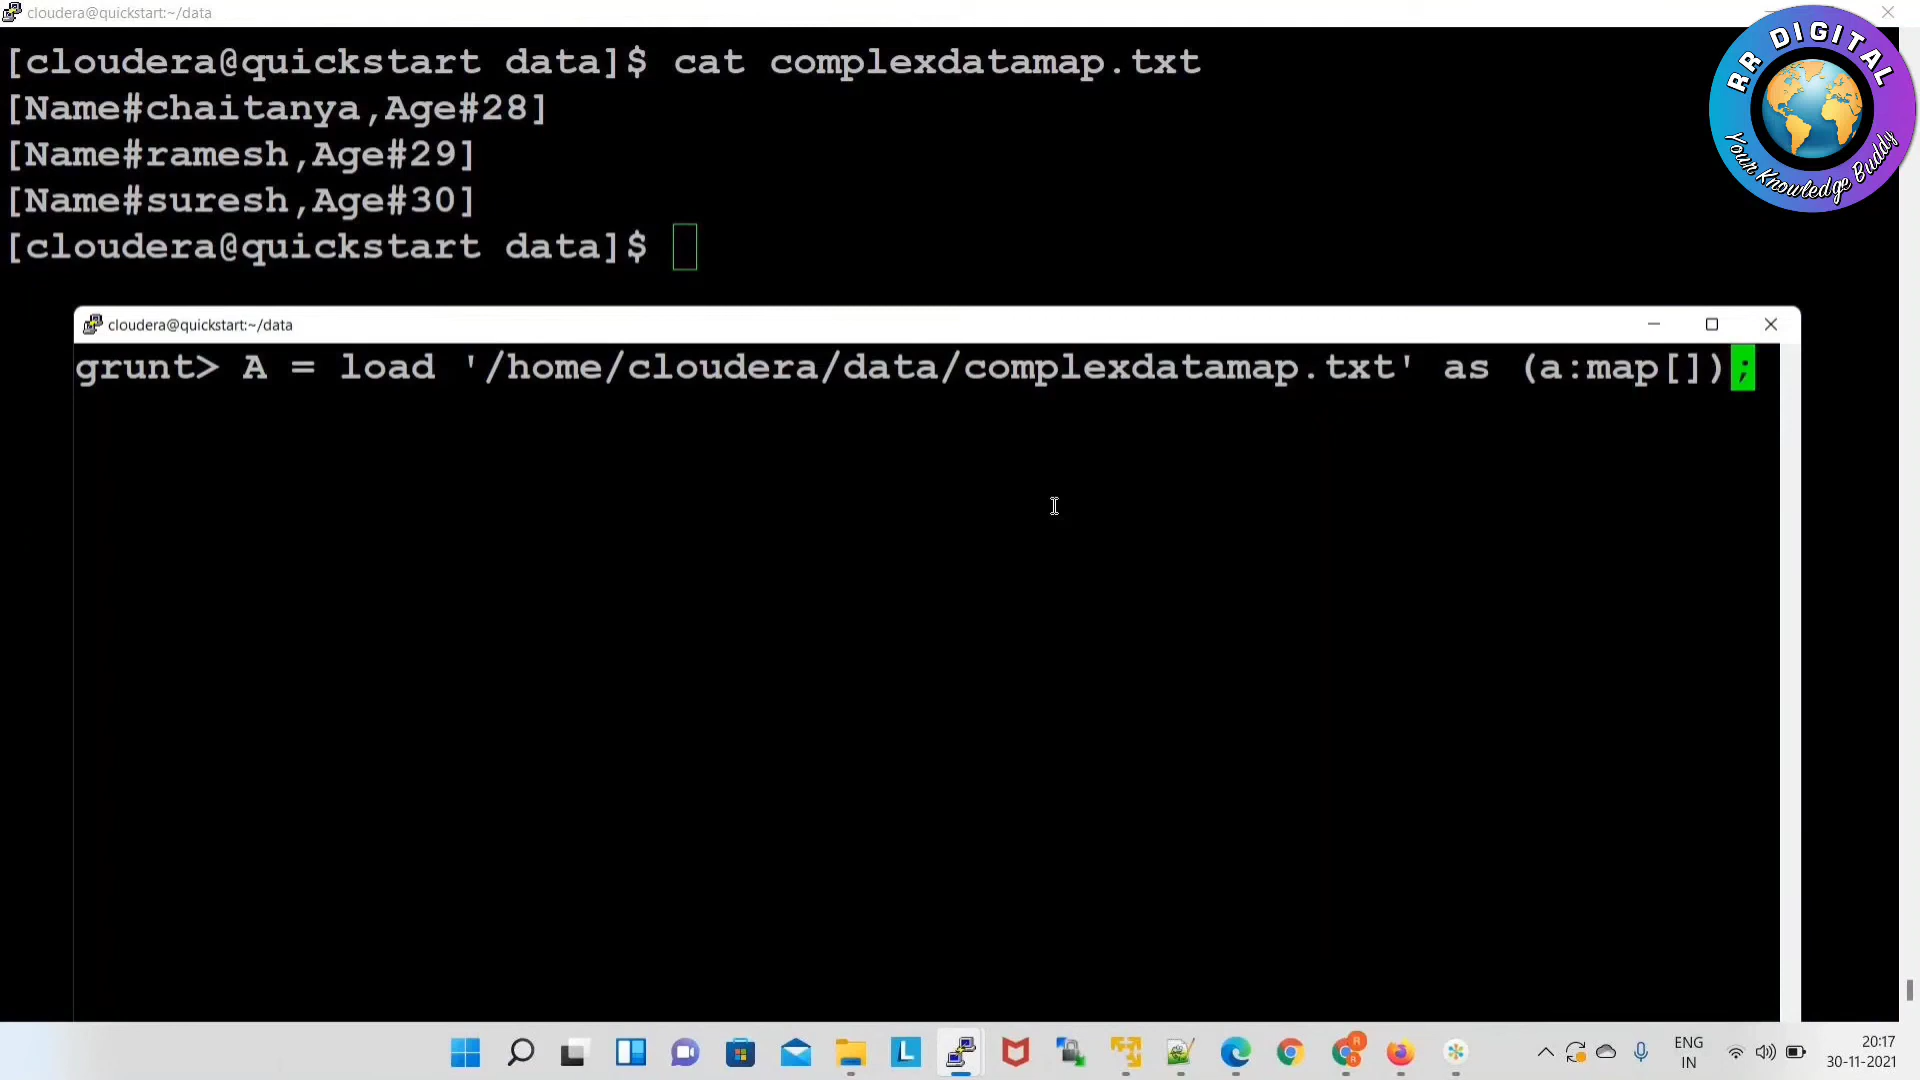 cloudera@quickstart:~/data
[cloudera@quickstart data]$ cat complexdatamap.txt
[Name#chaitanya,Age#28]
[Name#ramesh,Age#29]
[Name#suresh,Age#30]
[cloudera@quickstart data]$
RR DIGITAL
Your Knowledge Buddy
cloudera@quickstart:~/data
grunt> A = load '/home/cloudera/data/complexdatamap.txt' as (a:map[]);
ENG
IN
20:17
30-11-2021